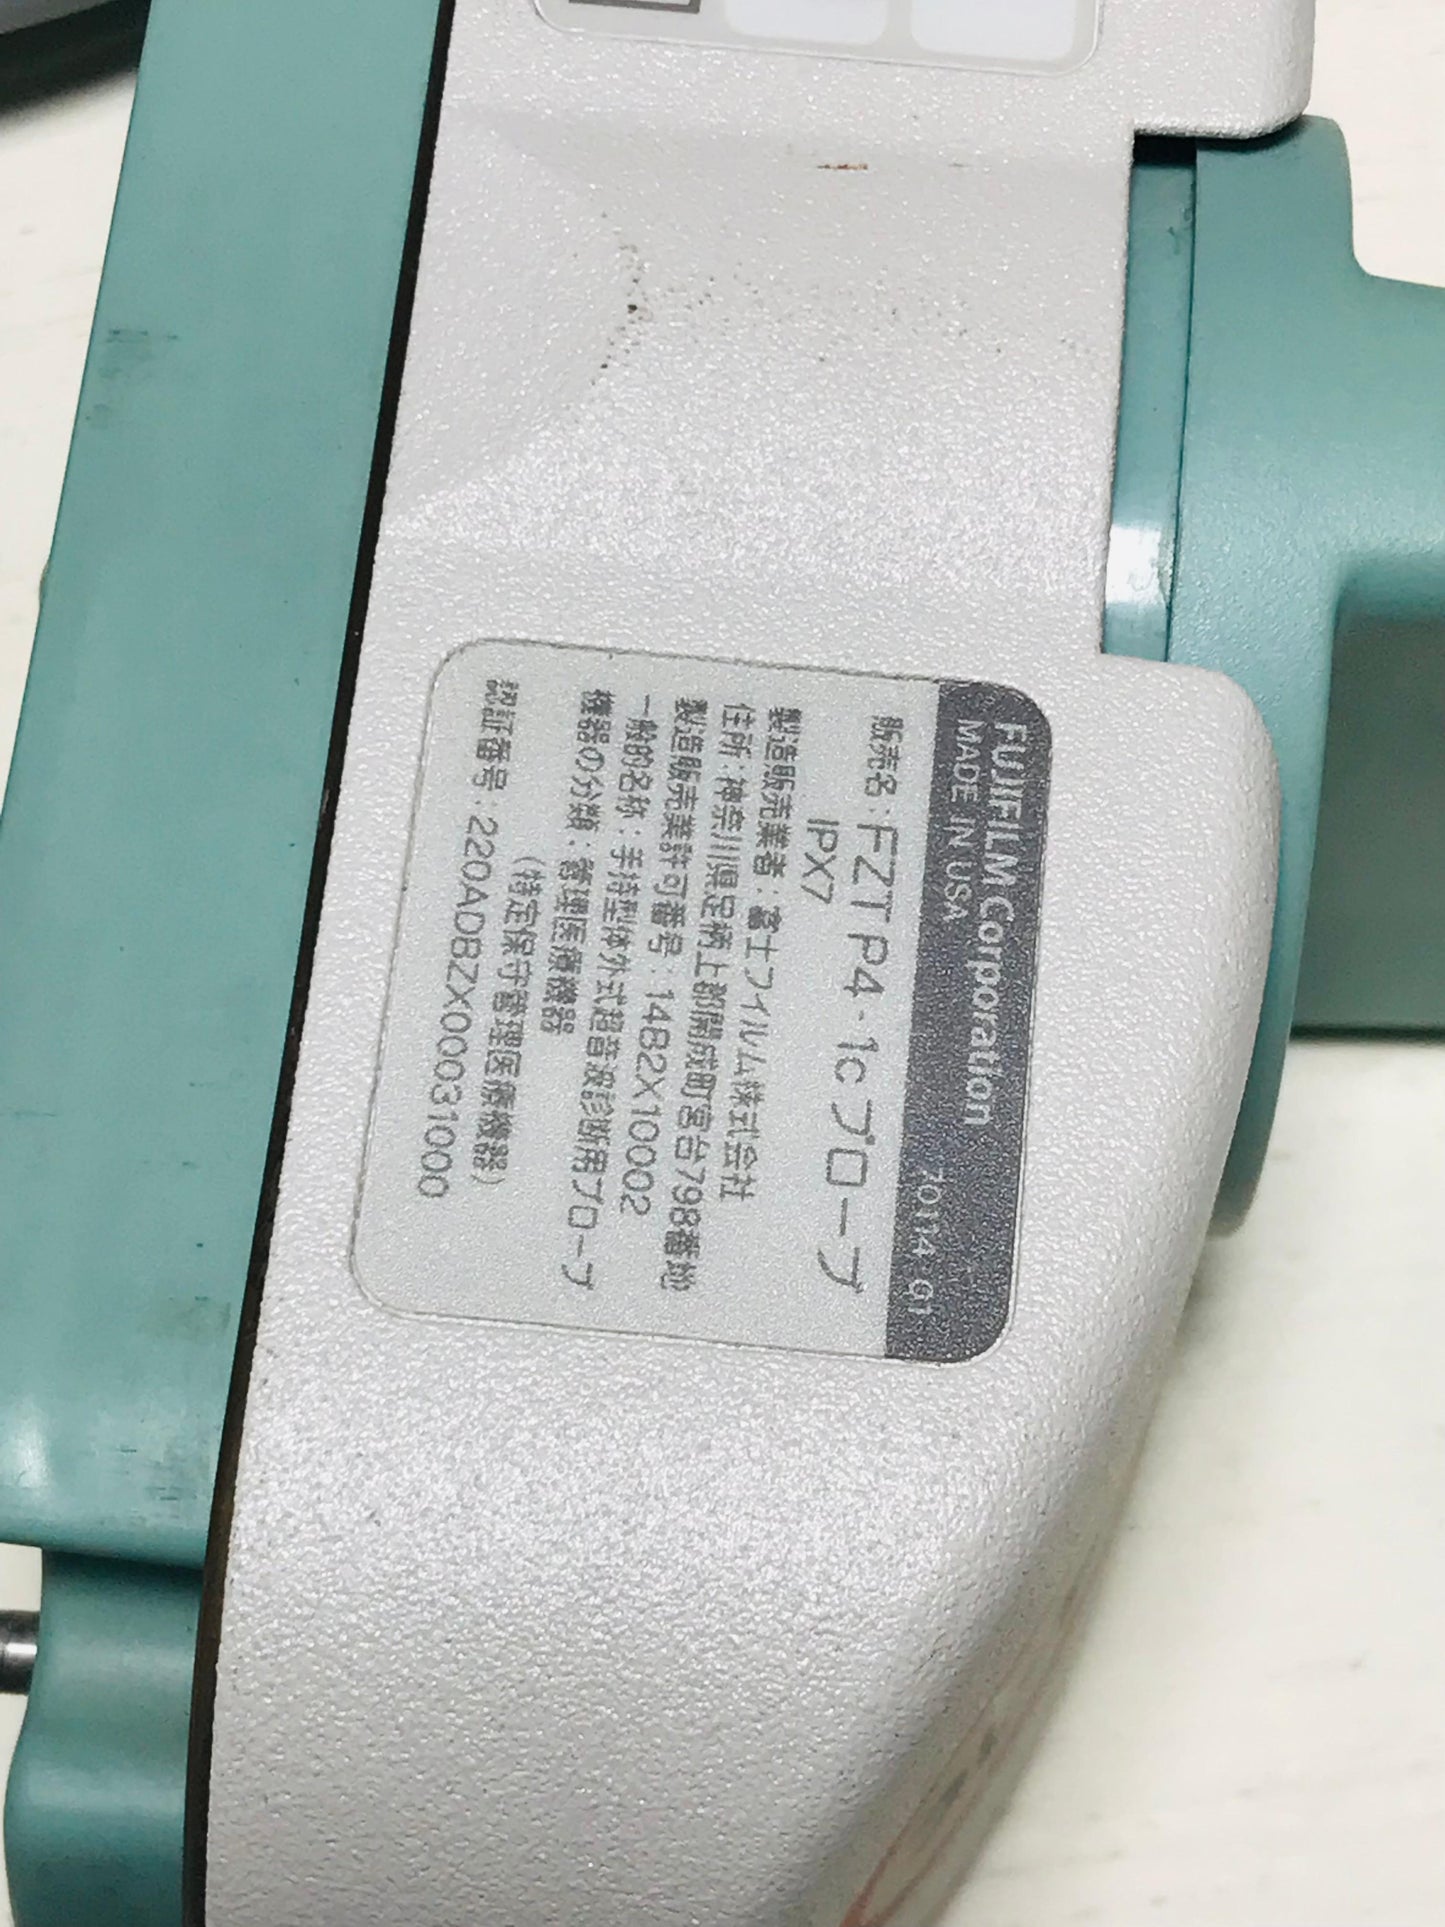 FUJIFILM Corporation
MADE IN USA
70114 G1
販売名:FZT P4-1c プローブ
IPX7
製造販売業者:富士フイルム株式会社
住所:神奈川県足柄上郡開成町宮台798番地
製造販売業許可番号:14B2X10002
一般的名称:手持型体外式超音波診断用プローブ
機器の分類:管理医療機器
(特定保守管理医療機器)
認証番号:220ADBZX00031000